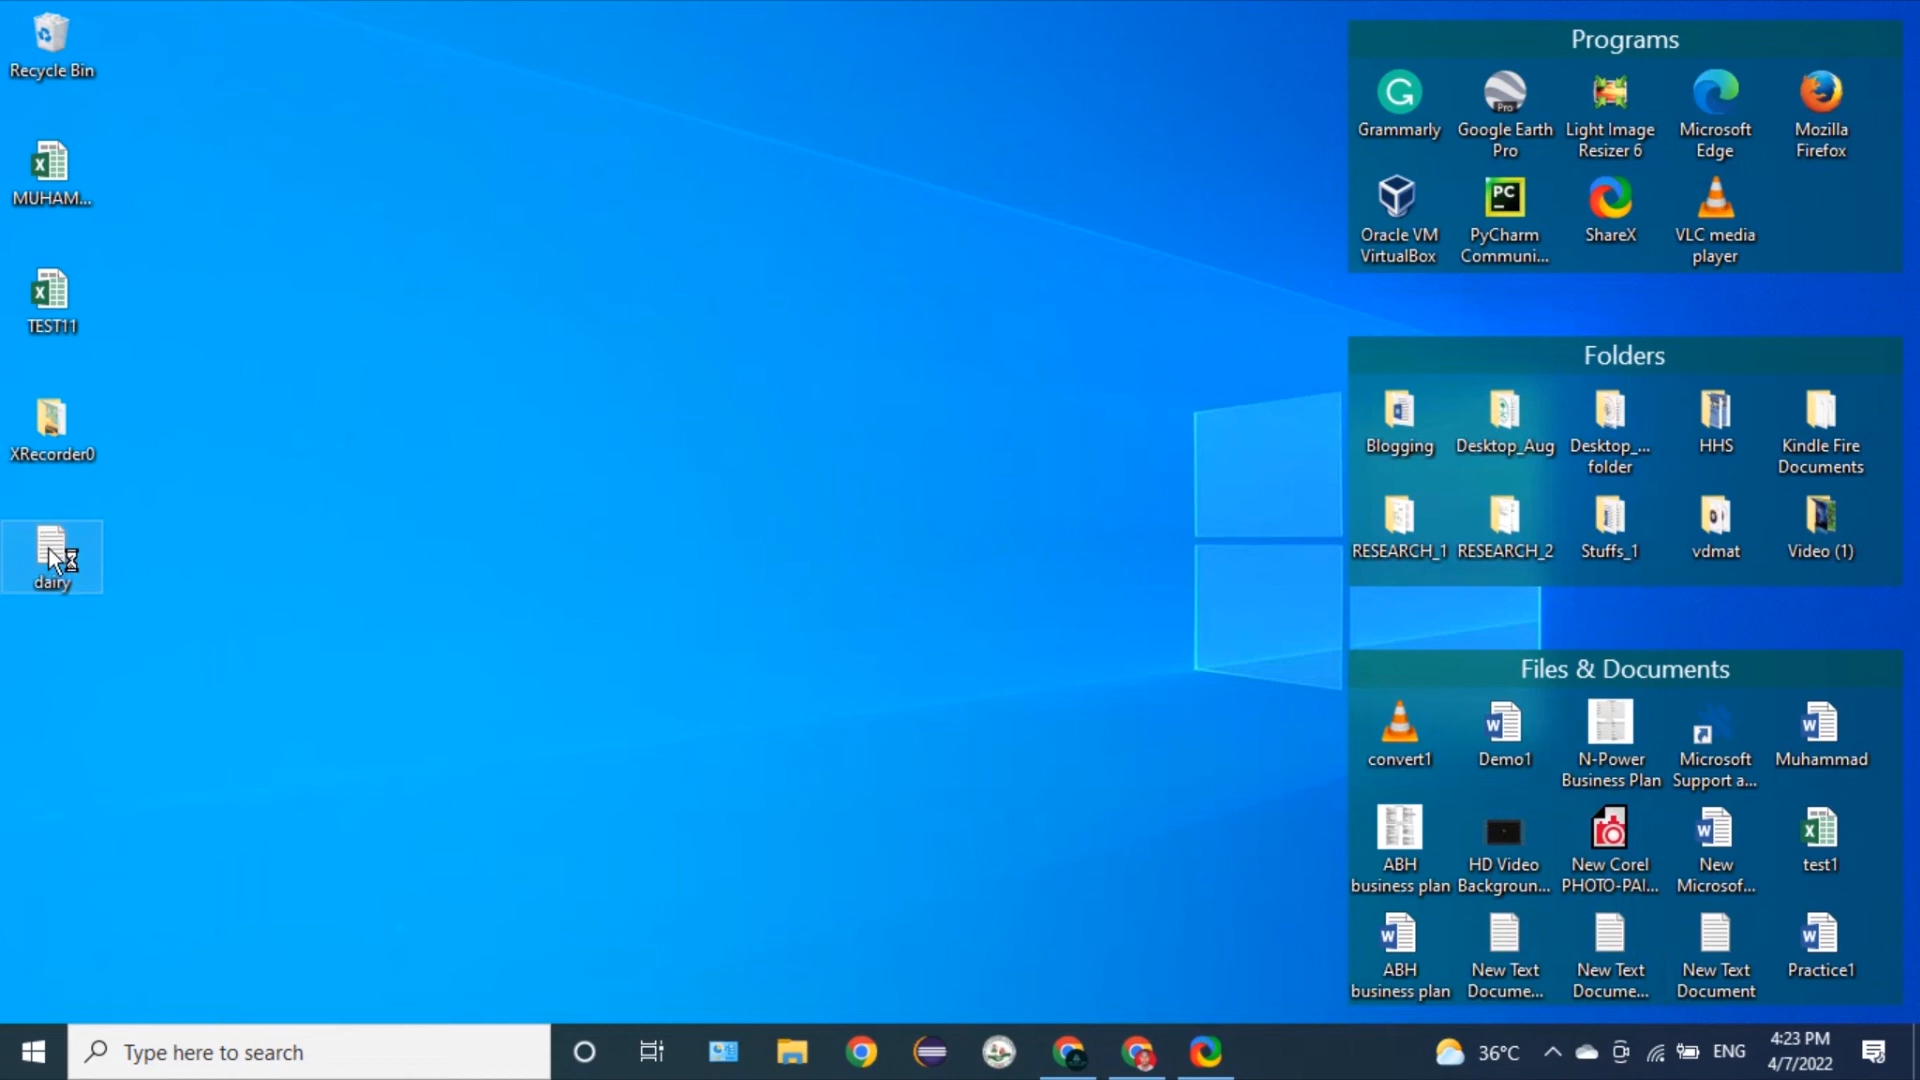 Recycle Bin
MUHAM...
TEST11
XRecorder0
dairy
Programs
Grammarly
Google Earth
Pro
Light Image
Resizer 6
Microsoft
Edge
Mozilla
Firefox
Oracle VM
VirtualBox
PyCharm
Communi...
ShareX
VLC media
player
Folders
Blogging
Desktop_Aug
Desktop_...
folder
HHS
Kindle Fire
Documents
RESEARCH_1
RESEARCH_2
Stuffs_1
vdmat
Video (1)
Files & Documents
convert1
Demo1
N-Power
Business Plan
Microsoft
Support a...
Muhammad
ABH
business plan
HD Video
Backgroun...
New Corel
PHOTO-PAI...
New
Microsof...
test1
ABH
business plan
New Text
Docume...
New Text
Docume...
New Text
Document
Practice1
Type here to search
36°C
ENG
4:23 PM
4/7/2022